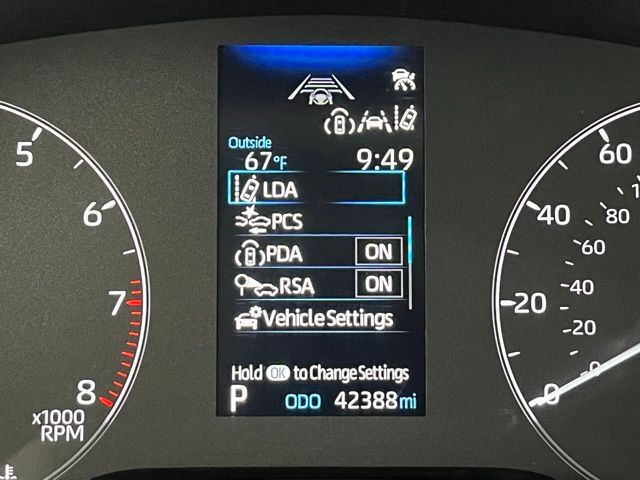 Outside
67°F 9:49
LDA
PCS
PDA ON
RSA ON
Vehicle Settings
Hold OK to Change Settings
P ODO 42388 mi
5
6
7
8
x1000
RPM
60
40
20
0
80
60
40
20
0